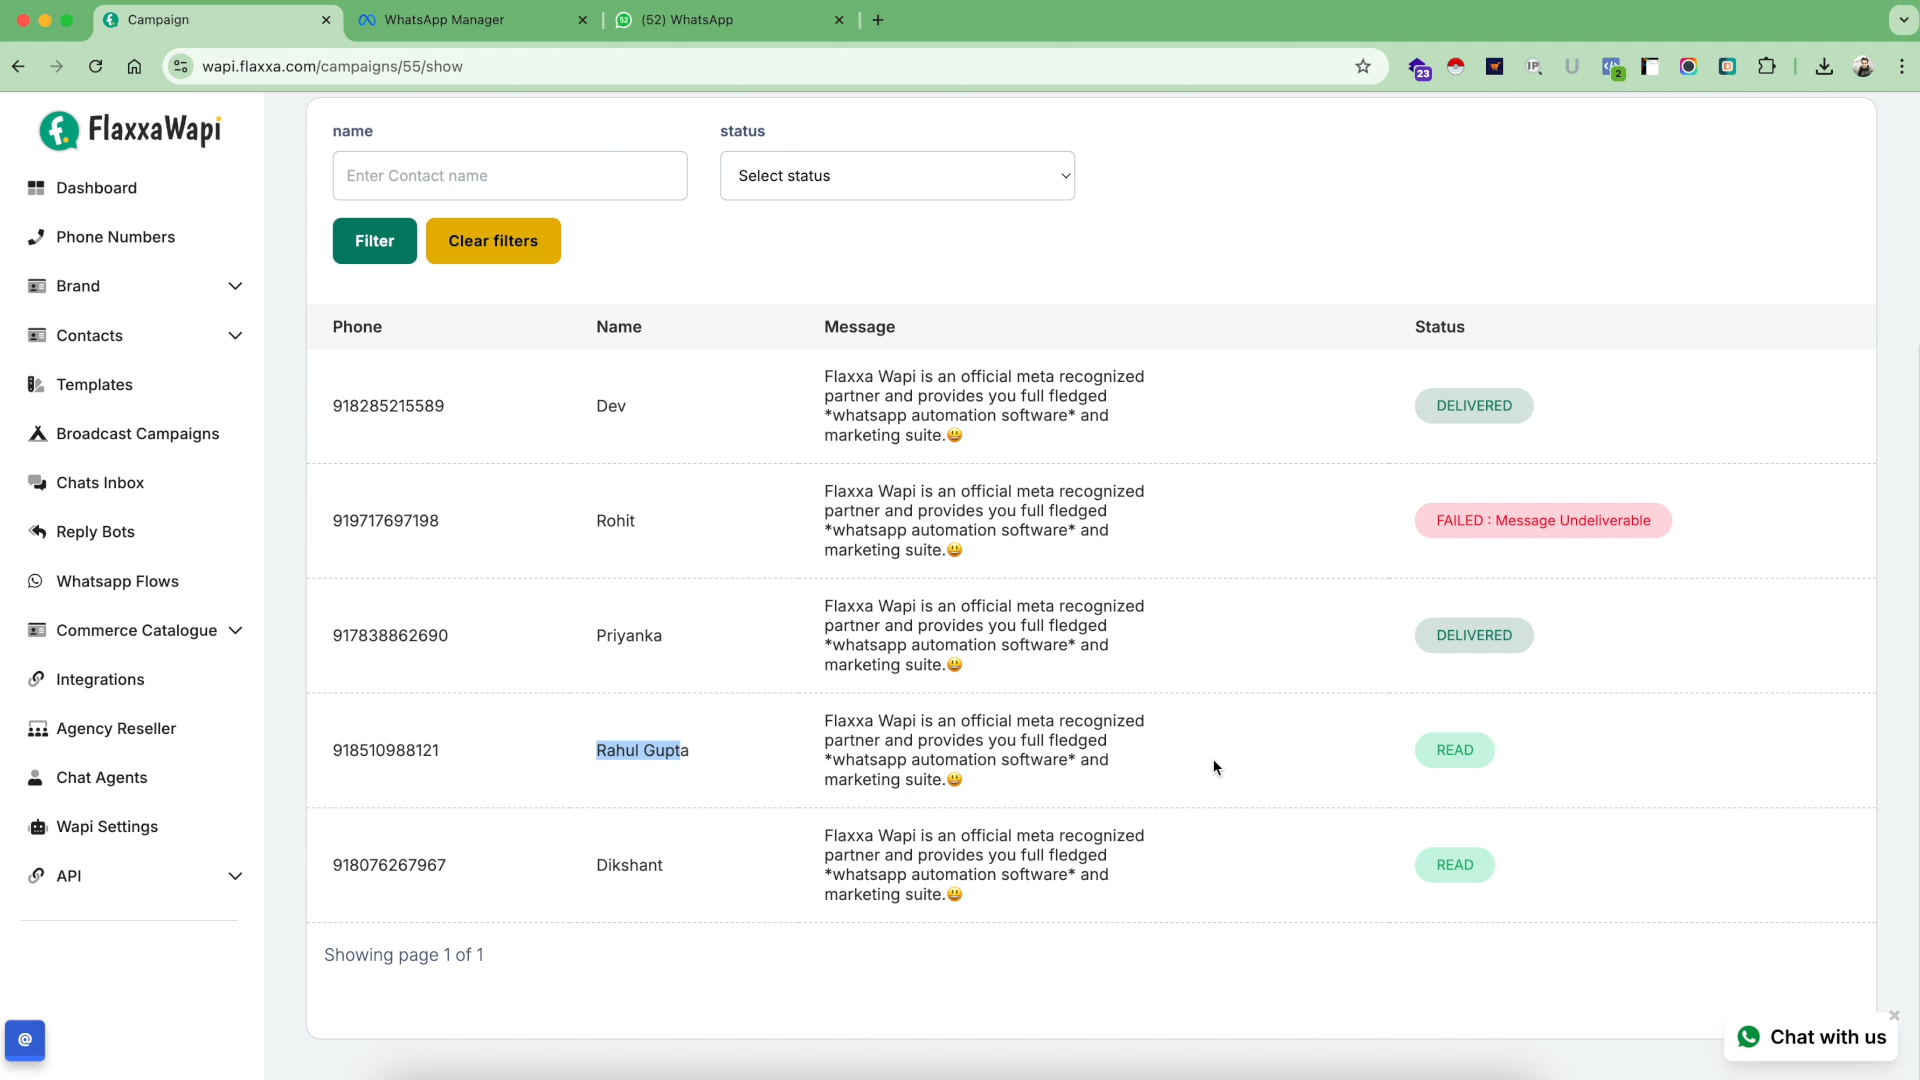 Campaign
WhatsApp Manager
(52) WhatsApp
wapi.flaxxa.com/campaigns/55/show
23
IP
U
2
FlaxxaWapi
Dashboard
Phone Numbers
Brand
Contacts
Templates
Broadcast Campaigns
Chats Inbox
Reply Bots
Whatsapp Flows
Commerce Catalogue
Integrations
Agency Reseller
Chat Agents
Wapi Settings
API
@
name
status
Enter Contact name
Select status
Filter
Clear filters
Phone
Name
Message
Status
918285215589
Dev
Flaxxa Wapi is an official meta recognized
partner and provides you full fledged
*whatsapp automation software* and
marketing suite.😃
DELIVERED
919717697198
Rohit
Flaxxa Wapi is an official meta recognized
partner and provides you full fledged
*whatsapp automation software* and
marketing suite.😃
FAILED : Message Undeliverable
917838862690
Priyanka
Flaxxa Wapi is an official meta recognized
partner and provides you full fledged
*whatsapp automation software* and
marketing suite.😃
DELIVERED
918510988121
Rahul Gupta
Flaxxa Wapi is an official meta recognized
partner and provides you full fledged
*whatsapp automation software* and
marketing suite.😃
READ
918076267967
Dikshant
Flaxxa Wapi is an official meta recognized
partner and provides you full fledged
*whatsapp automation software* and
marketing suite.😃
READ
Showing page 1 of 1
Chat with us